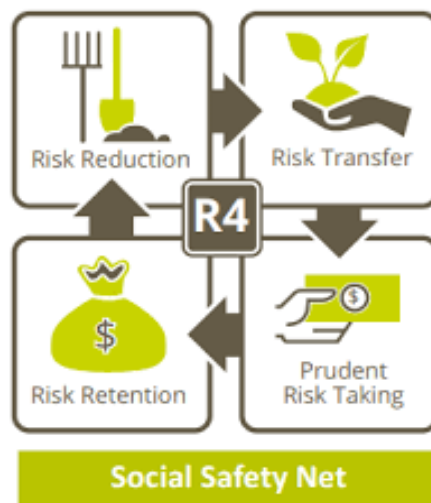 Risk Reduction
Risk Transfer
R4
$
$
Risk Retention
Prudent
Risk Taking
Social Safety Net